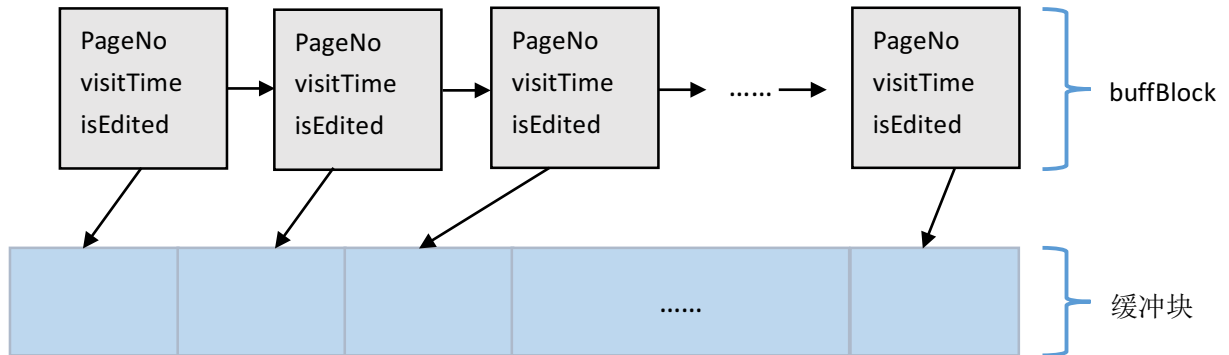 PageNo
visitTime
isEdited
PageNo
visitTime
isEdited
PageNo
visitTime
isEdited
……
PageNo
visitTime
isEdited
buffBlock
……
缓冲块